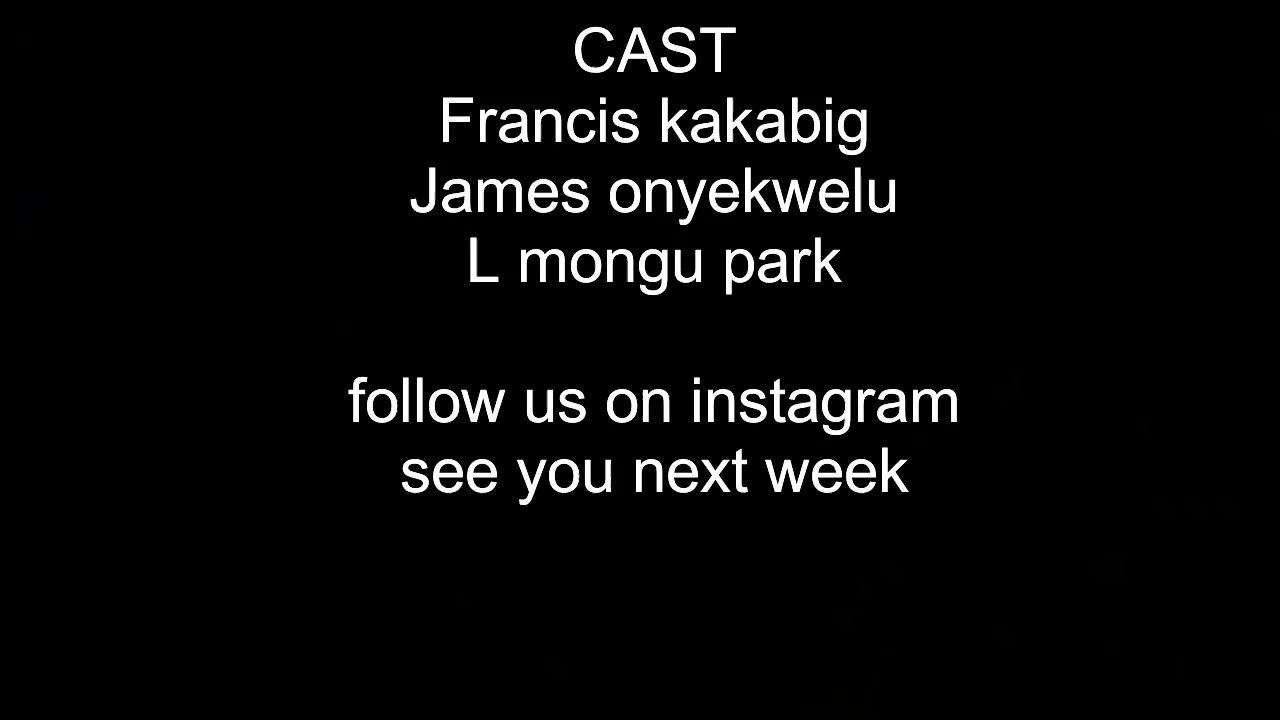 CAST
Francis kakabig
James onyekwelu
L mongu park
follow us on instagram
see you next week